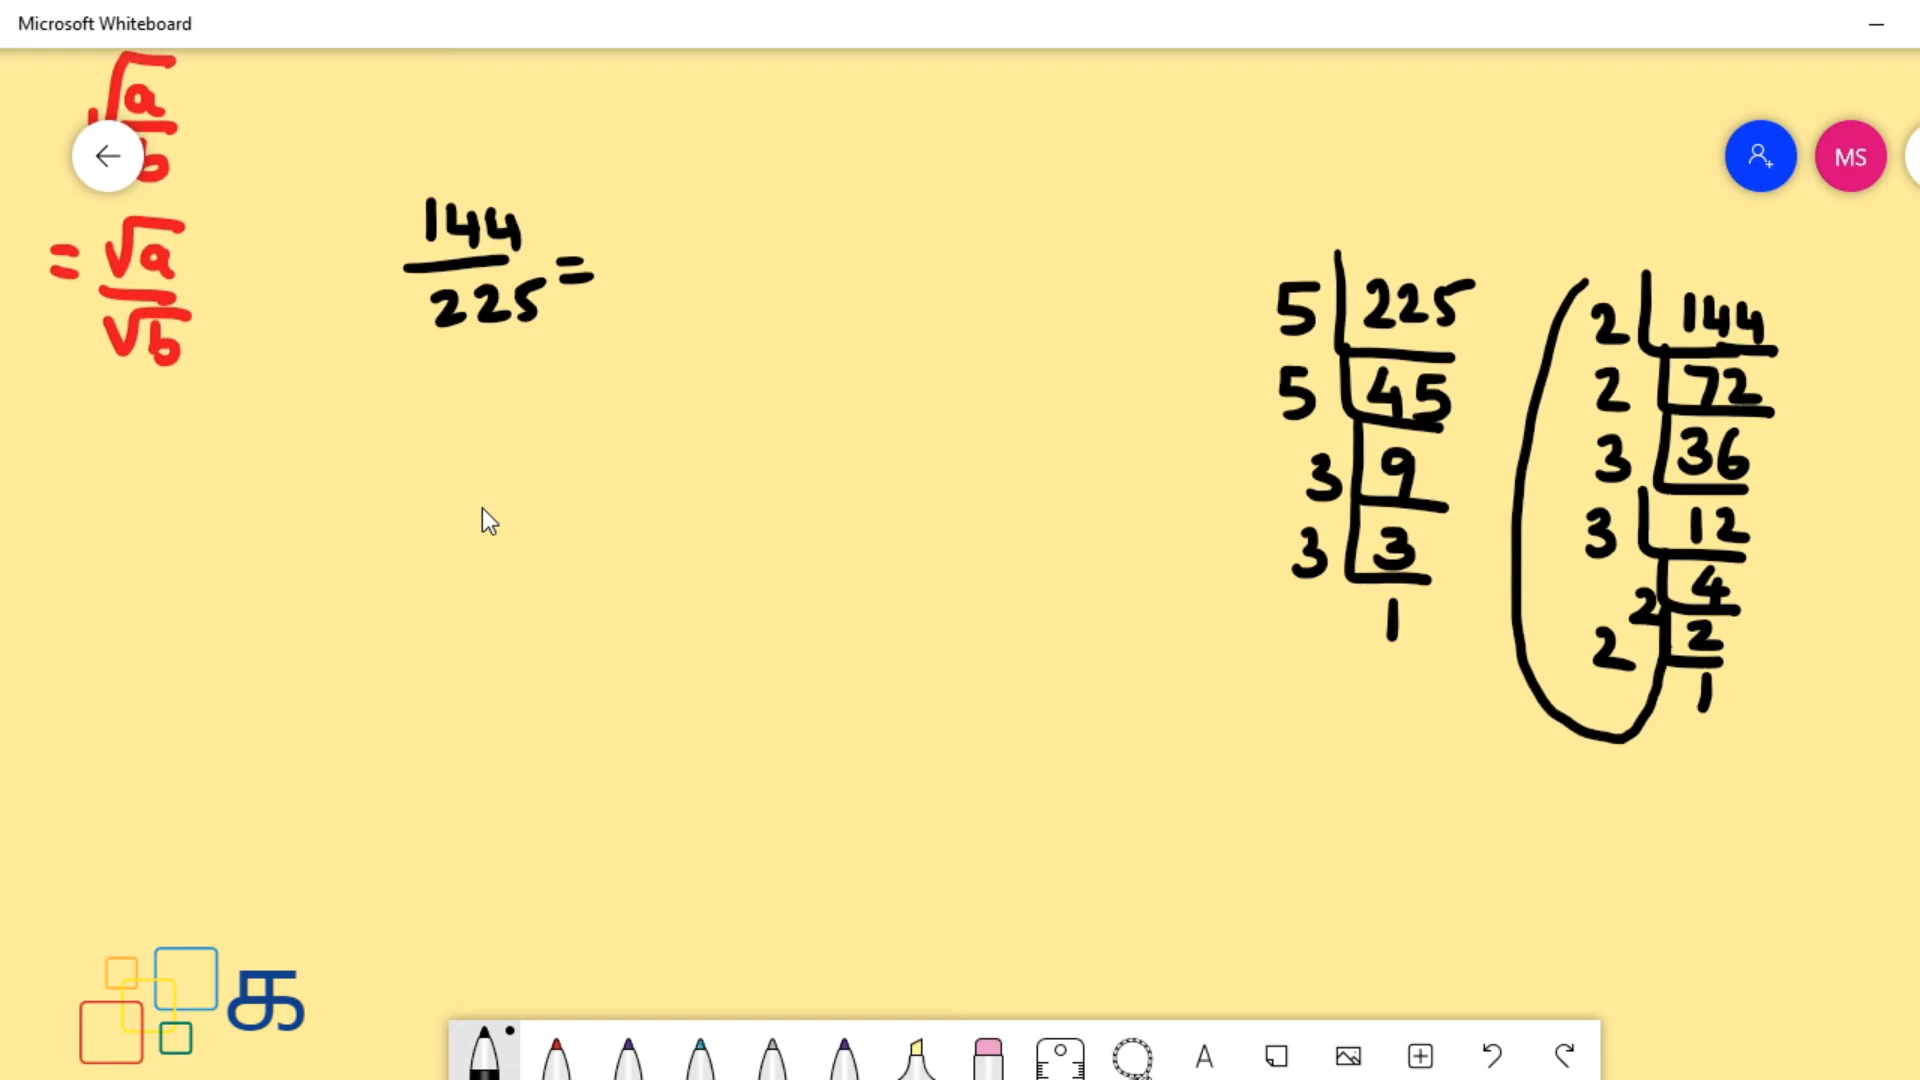 Microsoft Whiteboard
√a
b
= √a
√b
144
225 =
MS
5 225
5 45
3 9
3 3
1
2 144
2 72
3 36
3 12
2 4
2 2
1
க
A